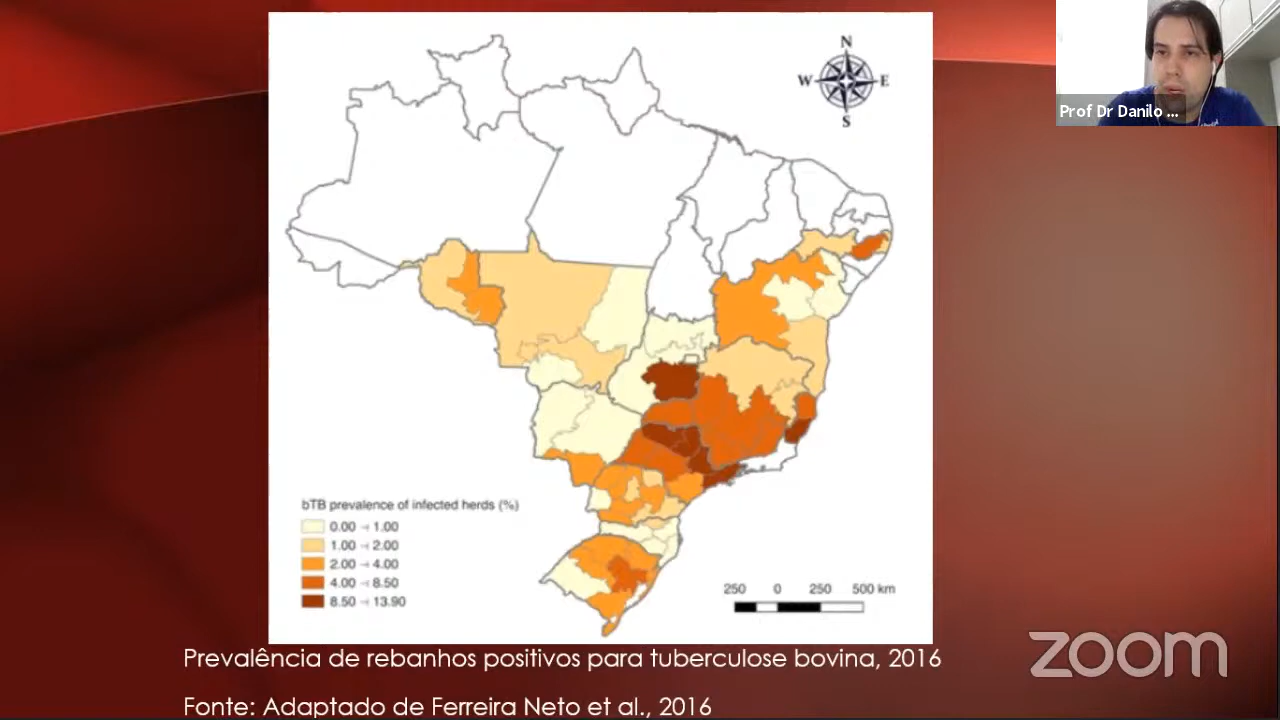 N
W E
S
Prof Dr Danilo ...
bTB prevalence of infected herds (%)
0.00 ⊣ 1.00
1.00 ⊣ 2.00
2.00 ⊣ 4.00
4.00 ⊣ 8.50
8.50 ⊣ 13.90
250 0 250 500 km
zoom
Prevalência de rebanhos positivos para tuberculose bovina, 2016
Fonte: Adaptado de Ferreira Neto et al., 2016